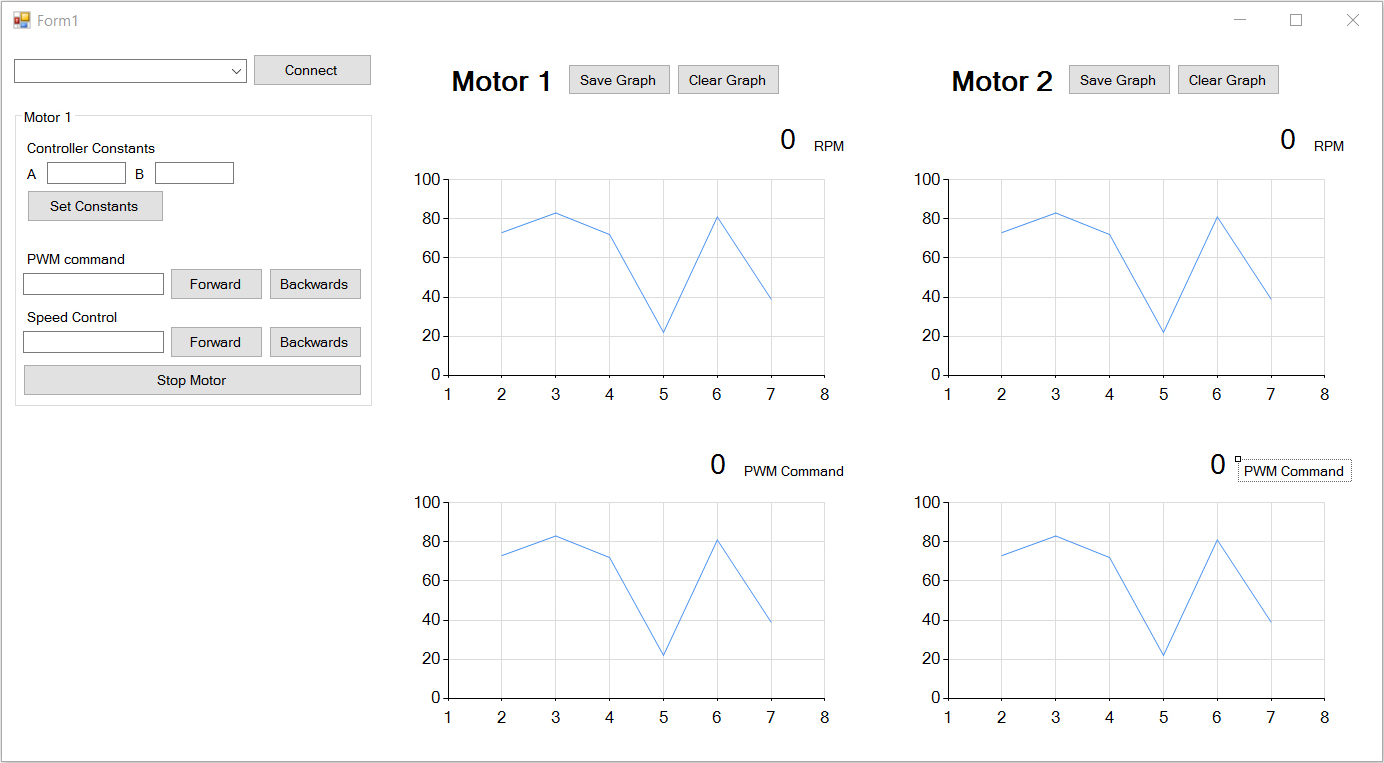 Form1
Connect
Motor 1
Controller Constants
A B
Set Constants
PWM command
Forward Backwards
Speed Control
Forward Backwards
Stop Motor
Motor 1 Save Graph Clear Graph
0 RPM
100
80
60
40
20
0
1 2 3 4 5 6 7 8
0 PWM Command
100
80
60
40
20
0
1 2 3 4 5 6 7 8
Motor 2 Save Graph Clear Graph
0 RPM
100
80
60
40
20
0
1 2 3 4 5 6 7 8
0 PWM Command
100
80
60
40
20
0
1 2 3 4 5 6 7 8